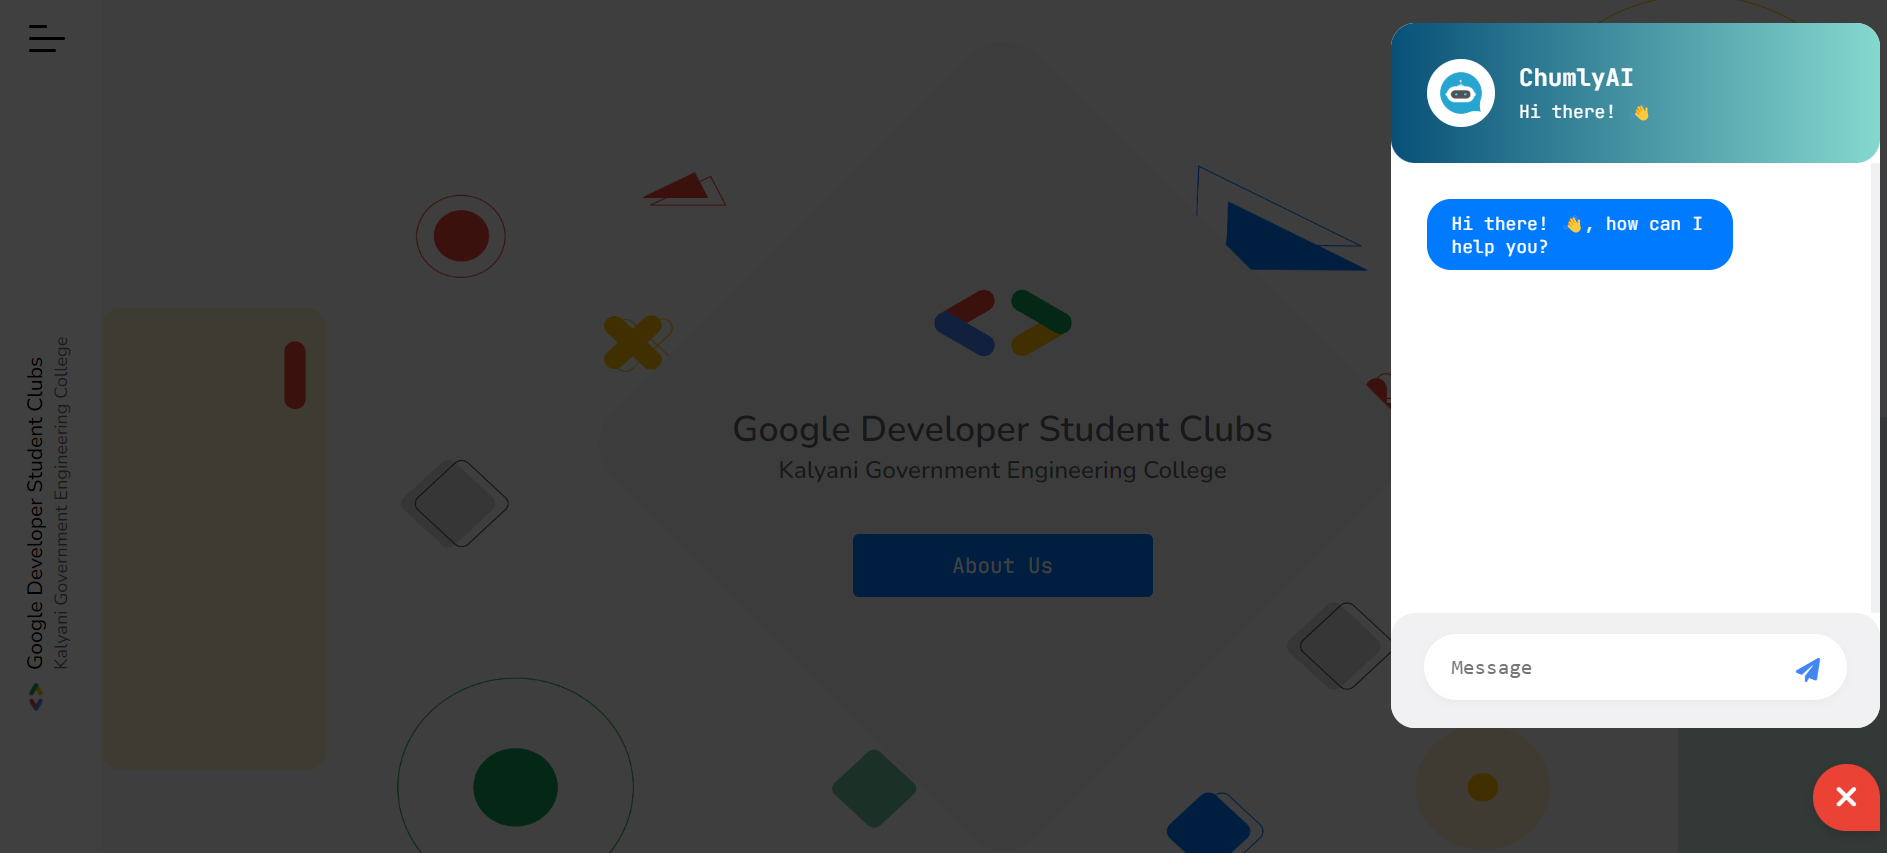 Google Developer Student Clubs
Kalyani Government Engineering College
Google Developer Student Clubs
Kalyani Government Engineering College
About Us
ChumlyAI
Hi there! 👋
Hi there! 👋, how can I
help you?
Message